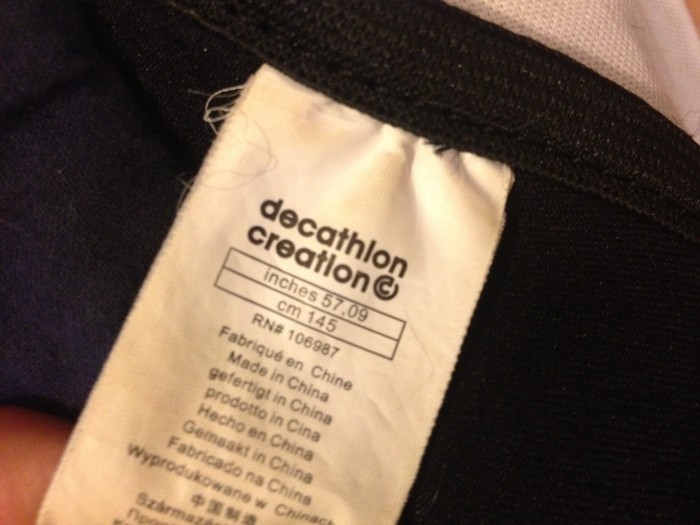 decathlon
creation©
inches 57,09
cm 145
RN# 106987
Fabriqué en Chine
Made in China
gefertigt in China
prodotto in Cina
Hecho en China
Gemaakt in China
Fabricado na China
Wyprodukowane w Chinach
中国制造
Származás